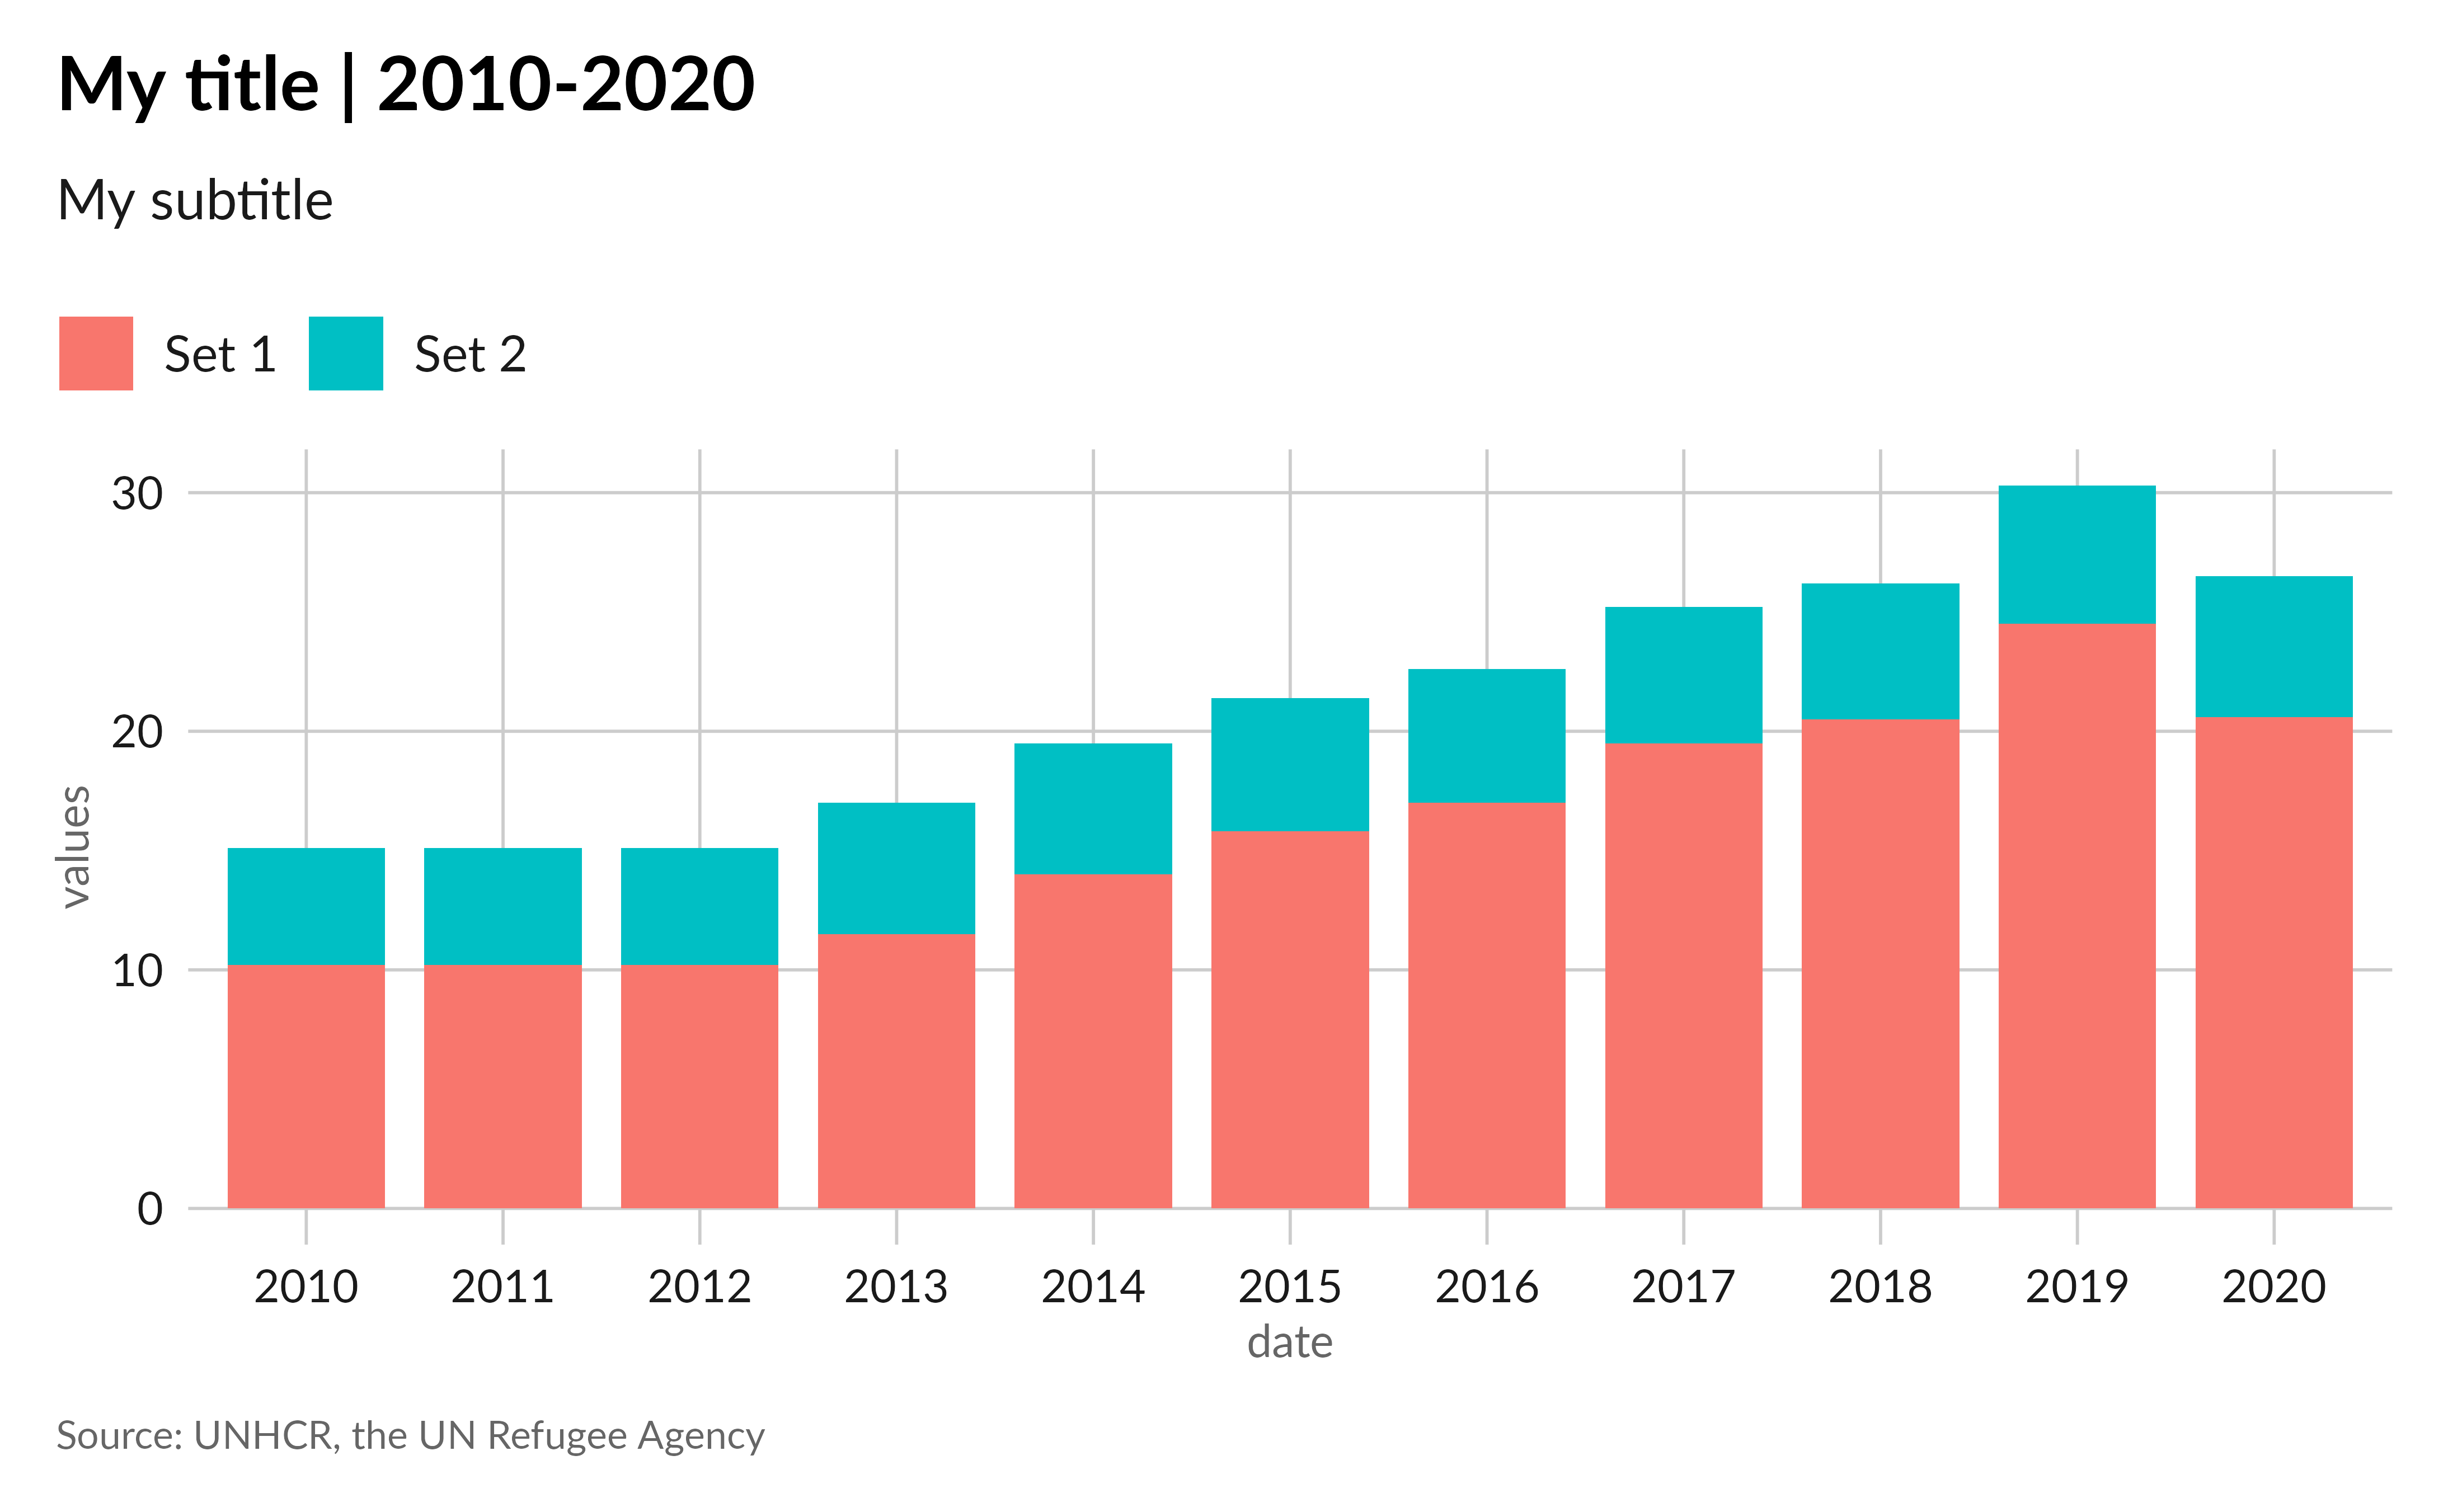 My title | 2010-2020
My subtitle
Set 1 Set 2
30
20
10
0
values
2010 2011 2012 2013 2014 2015 2016 2017 2018 2019 2020
date
Source: UNHCR, the UN Refugee Agency